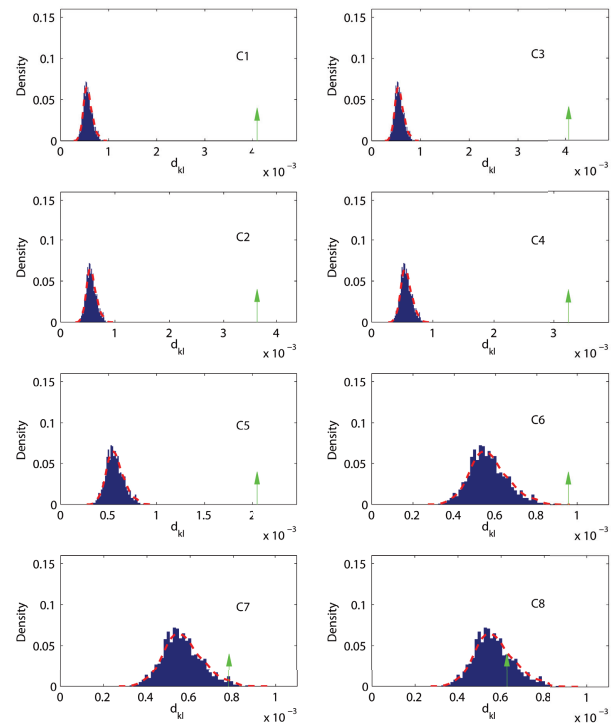 0.15
0.1
0.05
0
Density
C1
0 1 2 3 4
d_kl
x 10^-3
0.15
0.1
0.05
0
Density
C3
0 1 2 3 4
d_kl
x 10^-3
0.15
0.1
0.05
0
Density
C2
0 1 2 3 4
d_kl
x 10^-3
0.15
0.1
0.05
0
Density
C4
0 1 2 3
d_kl
x 10^-3
0.15
0.1
0.05
0
Density
C5
0 0.5 1 1.5 2
d_kl
x 10^-3
0.15
0.1
0.05
0
Density
C6
0 0.2 0.4 0.6 0.8 1
d_kl
x 10^-3
0.15
0.1
0.05
0
Density
C7
0 0.2 0.4 0.6 0.8 1
d_kl
x 10^-3
0.15
0.1
0.05
0
Density
C8
0 0.2 0.4 0.6 0.8 1
d_kl
x 10^-3